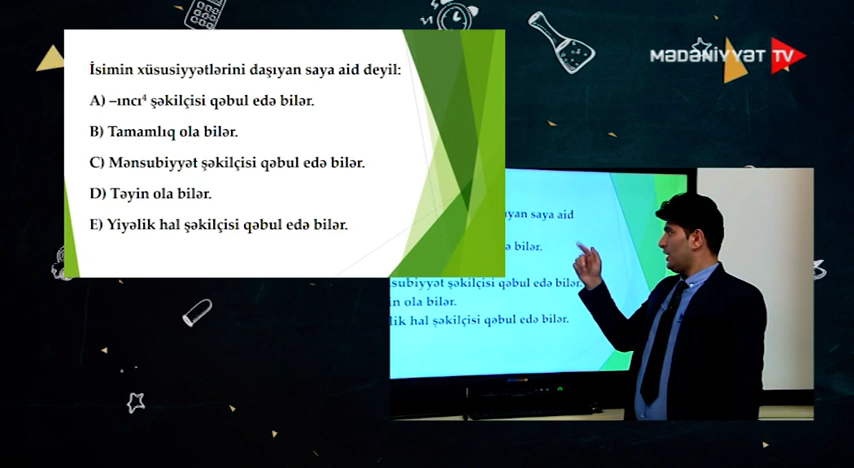 MƏDƏNİYYƏT TV
İsimin xüsusiyyətlərini daşıyan saya aid deyil:
A) –ıncı⁴ şəkilçisi qəbul edə bilər.
B) Tamamlıq ola bilər.
C) Mənsubiyyət şəkilçisi qəbul edə bilər.
D) Təyin ola bilər.
E) Yiyəlik hal şəkilçisi qəbul edə bilər.
yan saya aid
ə bilər.
subiyyət şəkilçisi qəbul edə bilər.
in ola bilər.
lik hal şəkilçisi qəbul edə bilər.